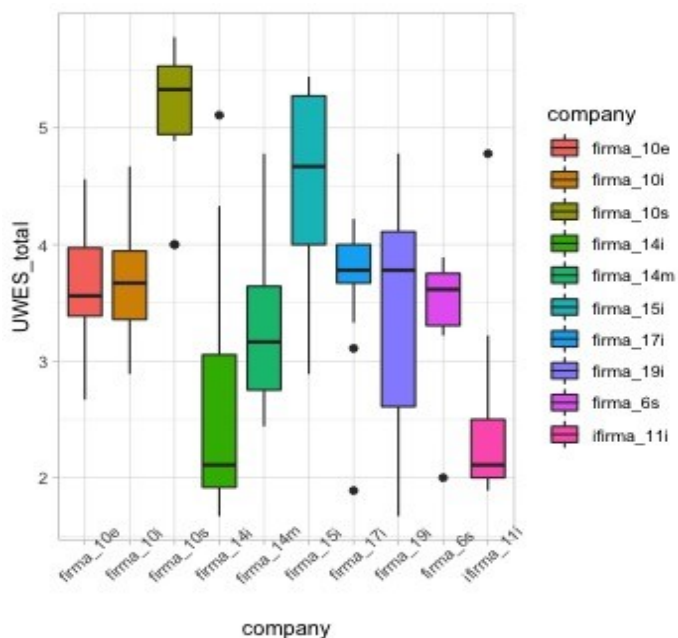 UWES_total
5
4
3
2
firma_10e
firma_10i
firma_10s
firma_14i
firma_14m
firma_15i
firma_17i
firma_19i
firma_6s
ifirma_11i
company
company
firma_10e
firma_10i
firma_10s
firma_14i
firma_14m
firma_15i
firma_17i
firma_19i
firma_6s
ifirma_11i